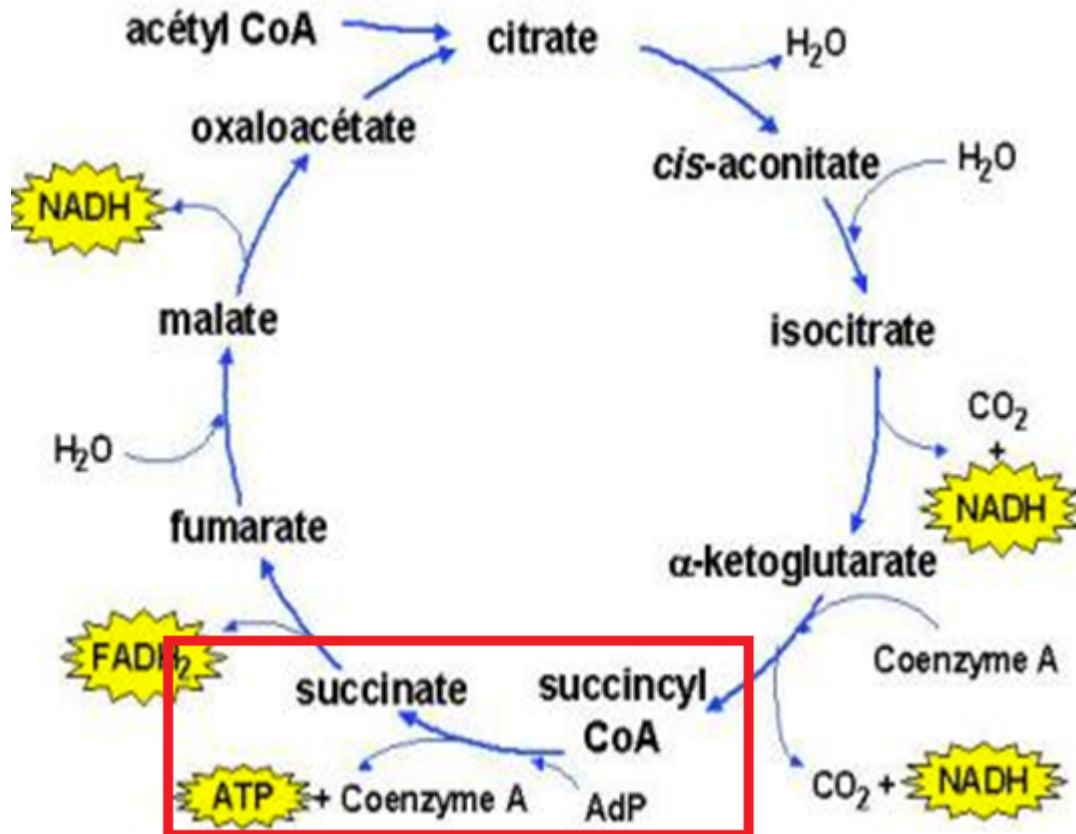 acétyl CoA
citrate
H₂O
oxaloacétate
cis-aconitate
H₂O
NADH
malate
isocitrate
CO₂
+
NADH
H₂O
fumarate
α-ketoglutarate
FADH₂
succinate
succincyl
CoA
Coenzyme A
ATP + Coenzyme A
AdP
CO₂ + NADH